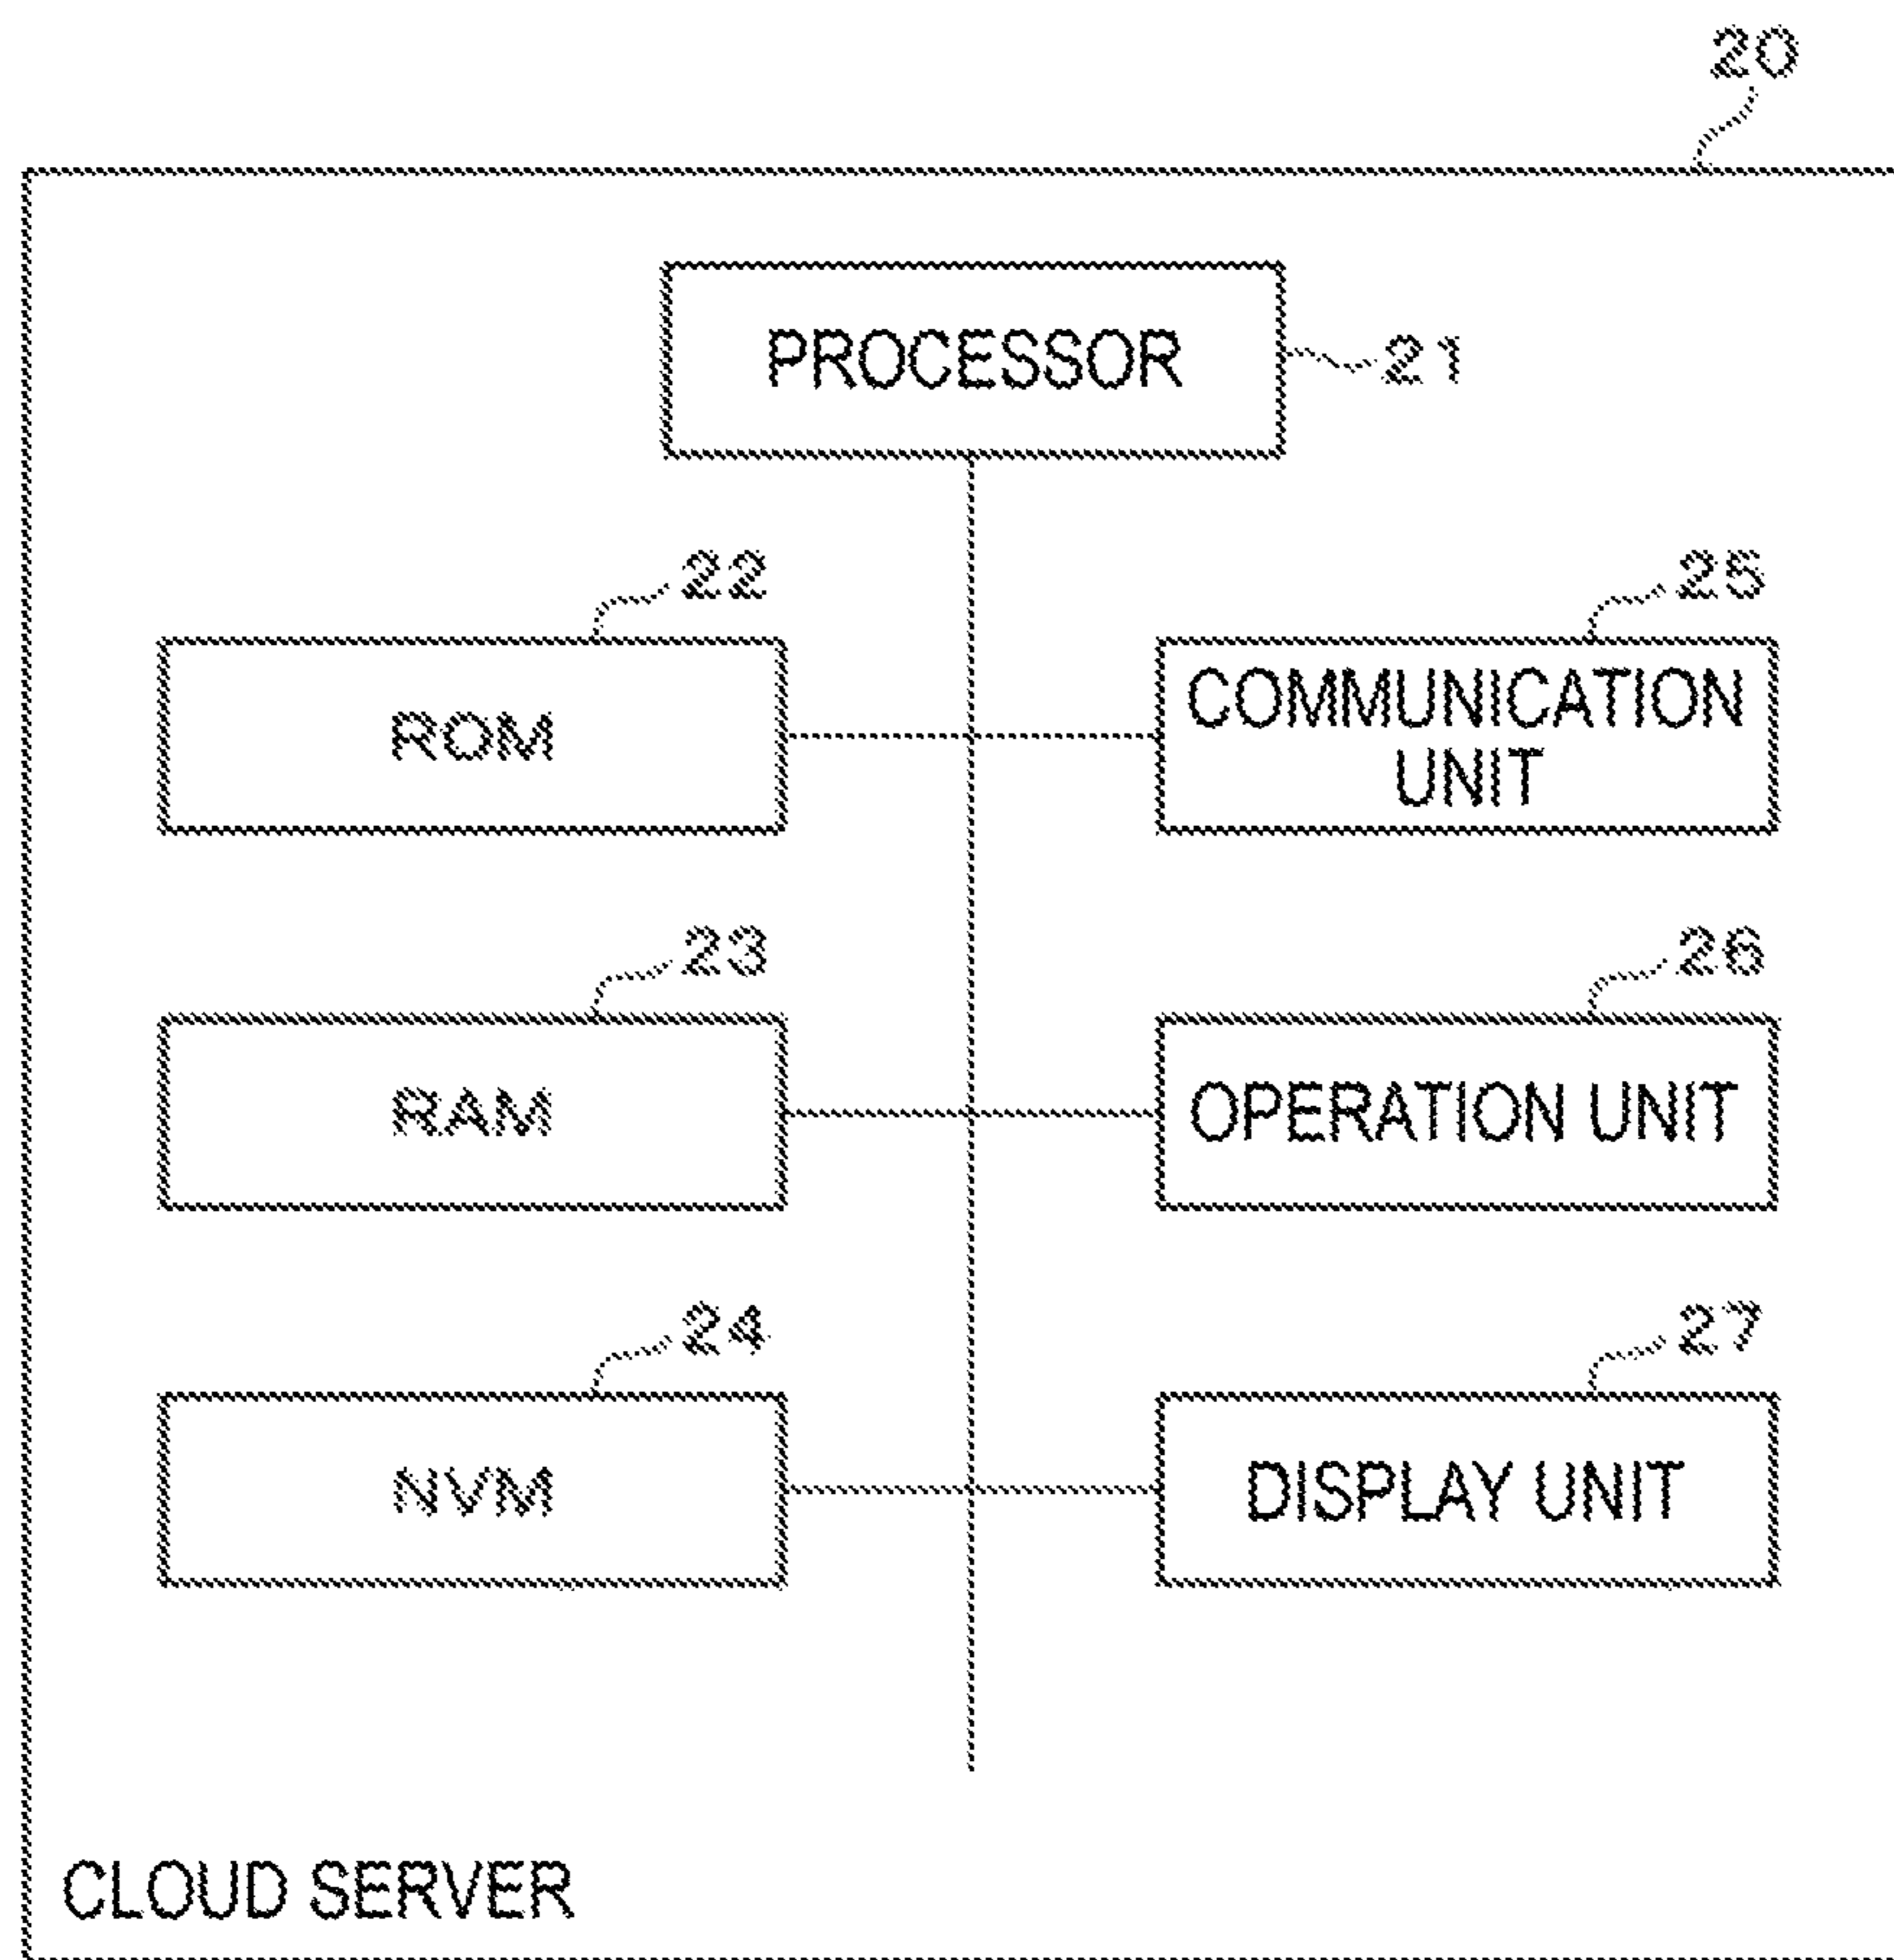 20
PROCESSOR
21
22
25
ROM
COMMUNICATION
UNIT
23
26
RAM
OPERATION UNIT
24
27
NVM
DISPLAY UNIT
CLOUD SERVER